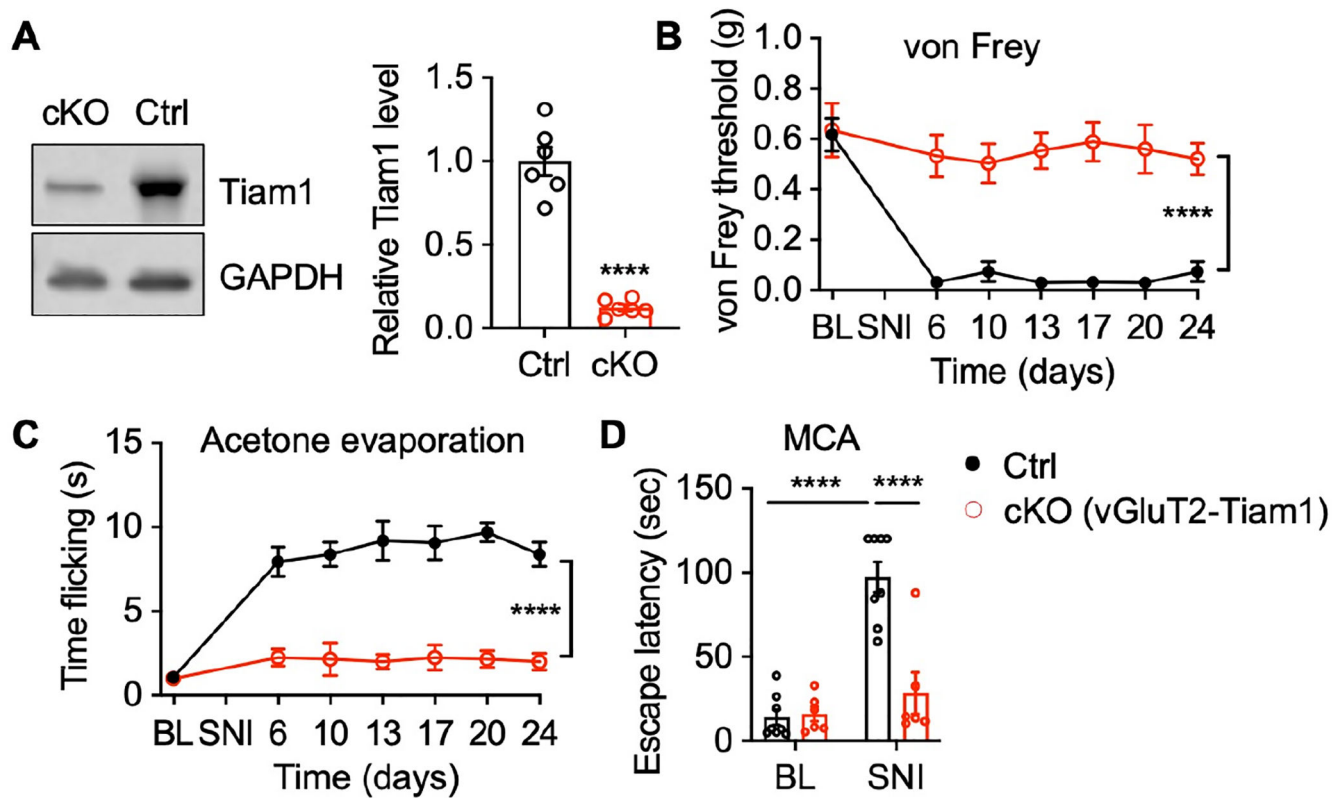 A
cKO Ctrl
Tiam1
GAPDH
Relative Tiam1 level
1.5
1.0
0.5
0.0
****
Ctrl cKO
B
von Frey
von Frey threshold (g)
1.0
0.8
0.6
0.4
0.2
0.0
****
BL SNI 6 10 13 17 20 24
Time (days)
C
Acetone evaporation
Time flicking (s)
15
10
5
0
****
BL SNI 6 10 13 17 20 24
Time (days)
D
MCA
Escape latency (sec)
150
100
50
0
**** ****
BL SNI
Ctrl
cKO (vGluT2-Tiam1)